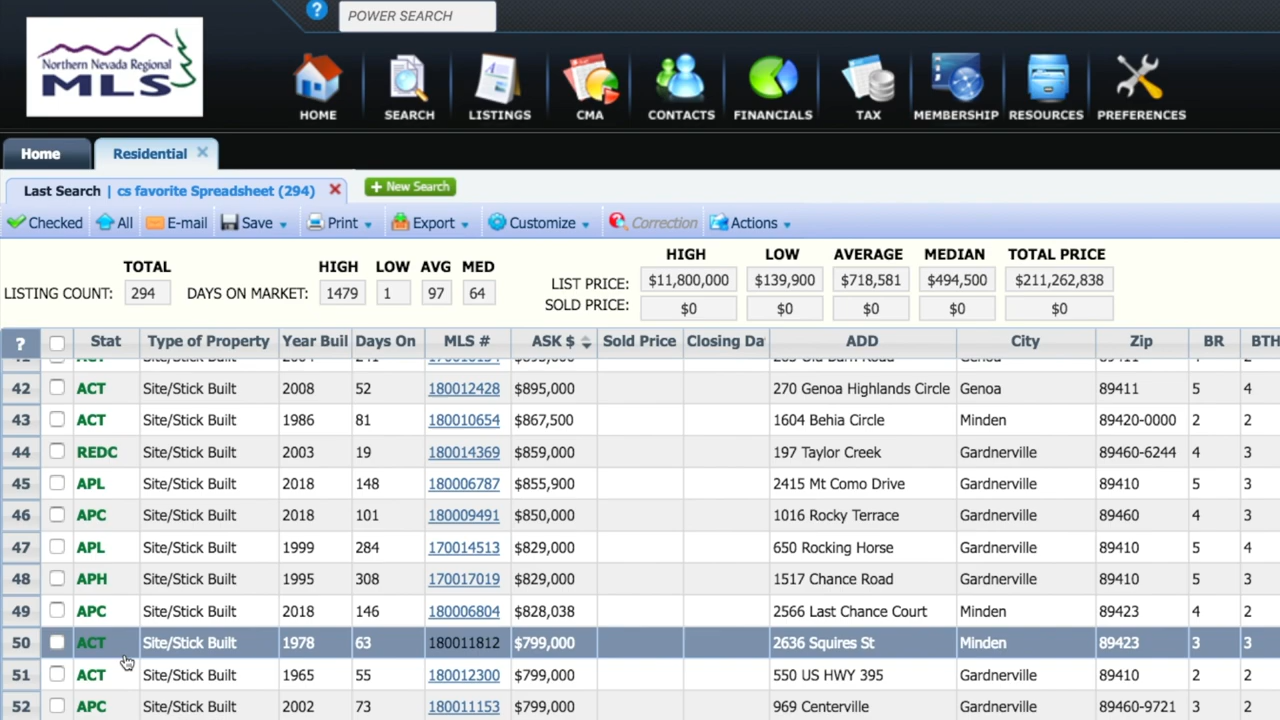 ? POWER SEARCH
Northern Nevada Regional
MLS
HOME SEARCH LISTINGS CMA CONTACTS FINANCIALS TAX MEMBERSHIP RESOURCES PREFERENCES
Home Residential
Last Search | cs favorite Spreadsheet (294) + New Search
Checked All E-mail Save Print Export Customize Correction Actions
HIGH LOW AVERAGE MEDIAN TOTAL PRICE
TOTAL HIGH LOW AVG MED
LIST PRICE: $11,800,000 $139,900 $718,581 $494,500 $211,262,838
LISTING COUNT: 294 DAYS ON MARKET: 1479 1 97 64
SOLD PRICE: $0 $0 $0 $0 $0
? Stat Type of Property Year Buil Days On MLS # ASK $ Sold Price Closing Da ADD City Zip BR BTH
42 ACT Site/Stick Built 2008 52 180012428 $895,000 270 Genoa Highlands Circle Genoa 89411 5 4
43 ACT Site/Stick Built 1986 81 180010654 $867,500 1604 Behia Circle Minden 89420-0000 2 2
44 REDC Site/Stick Built 2003 19 180014369 $859,000 197 Taylor Creek Gardnerville 89460-6244 4 3
45 APL Site/Stick Built 2018 148 180006787 $855,900 2415 Mt Como Drive Gardnerville 89410 5 3
46 APC Site/Stick Built 2018 101 180009491 $850,000 1016 Rocky Terrace Gardnerville 89460 4 3
47 APL Site/Stick Built 1999 284 170014513 $829,000 650 Rocking Horse Gardnerville 89410 5 4
48 APH Site/Stick Built 1995 308 170017019 $829,000 1517 Chance Road Gardnerville 89410 5 3
49 APC Site/Stick Built 2018 146 180006804 $828,038 2566 Last Chance Court Minden 89423 4 2
50 ACT Site/Stick Built 1978 63 180011812 $799,000 2636 Squires St Minden 89423 3 3
51 ACT Site/Stick Built 1965 55 180012300 $799,000 550 US HWY 395 Gardnerville 89410 2 2
52 APC Site/Stick Built 2002 73 180011153 $799,000 969 Centerville Gardnerville 89460-9721 3 2